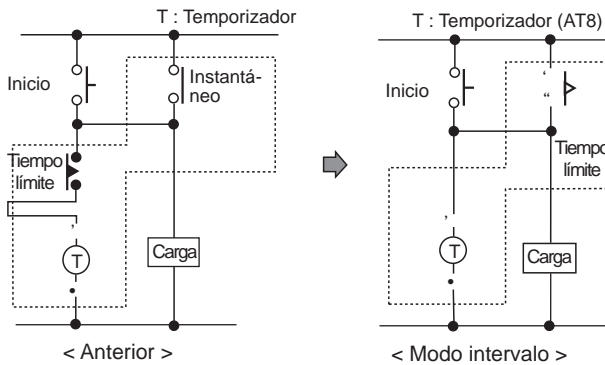 T : Temporizador
Inicio
Instantá-
neo
Tiempo
límite
T
Carga
< Anterior >
T : Temporizador (AT8)
Inicio
Tiempo
límite
T
Carga
< Modo intervalo >